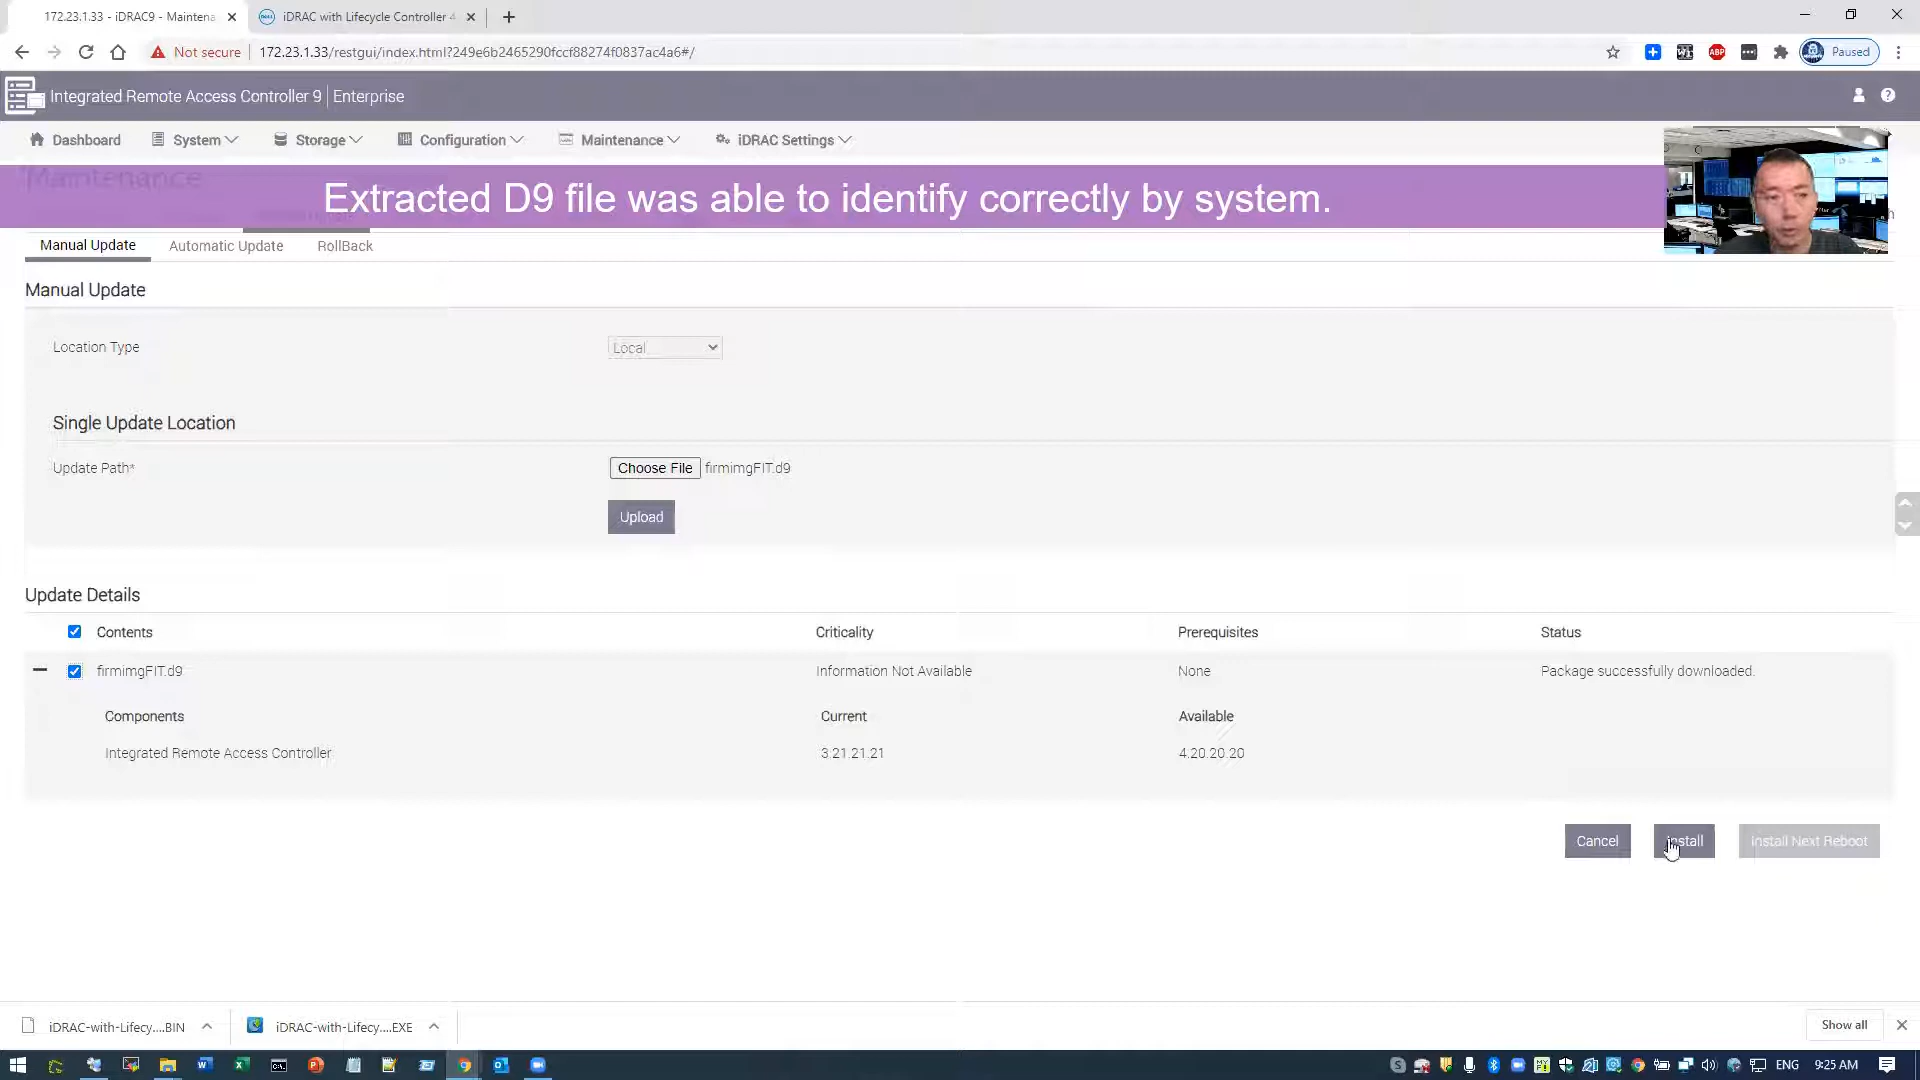 172.23.1.33 - iDRAC9 - Maintena
iDRAC with Lifecycle Controller 4
Not secure
172.23.1.33/restgui/index.html?249e6b2465290fccf88274f0837ac4a6#/
Paused
Integrated Remote Access Controller 9 | Enterprise
Dashboard
System
Storage
Configuration
Maintenance
iDRAC Settings
Maintenance
Extracted D9 file was able to identify correctly by system.
Manual Update
Automatic Update
RollBack
Manual Update
Location Type
Local
Single Update Location
Update Path*
Choose File firmimgFIT.d9
Upload
Update Details
Contents
Criticality
Prerequisites
Status
firmimgFIT.d9
Information Not Available
None
Package successfully downloaded.
Components
Current
Available
Integrated Remote Access Controller
3.21.21.21
4.20.20.20
Cancel
Install
Install Next Reboot
iDRAC-with-Lifecy....BIN
iDRAC-with-Lifecy....EXE
Show all
ENG
9:25 AM